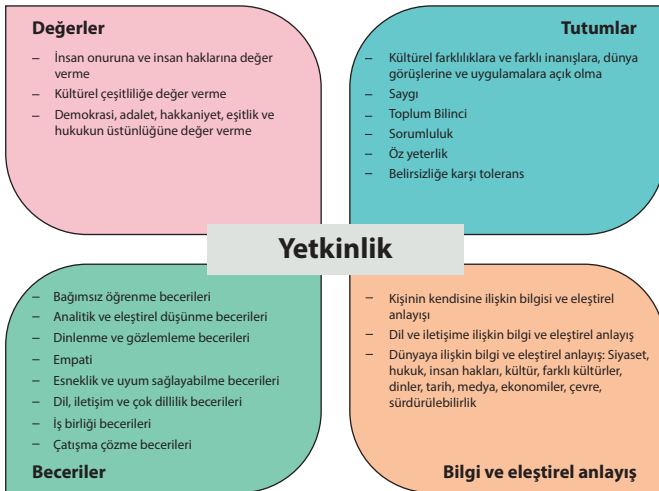 Değerler
– İnsan onuruna ve insan haklarına değer
verme
– Kültürel çeşitliliğe değer verme
– Demokrasi, adalet, hakkaniyet, eşitlik ve
hukukun üstünlüğüne değer verme
Tutumlar
– Kültürel farklılıklara ve farklı inanışlara, dünya
görüşlerine ve uygulamalara açık olma
– Saygı
– Toplum Bilinci
– Sorumluluk
– Öz yeterlik
– Belirsizliğe karşı tolerans
Yetkinlik
– Bağımsız öğrenme becerileri
– Analitik ve eleştirel düşünme becerileri
– Dinlenme ve gözlemleme becerileri
– Empati
– Esneklik ve uyum sağlayabilme becerileri
– Dil, iletişim ve çok dillilik becerileri
– İş birliği becerileri
– Çatışma çözme becerileri
Beceriler
– Kişinin kendisine ilişkin bilgisi ve eleştirel
anlayışı
– Dil ve iletişime ilişkin bilgi ve eleştirel anlayış
– Dünyaya ilişkin bilgi ve eleştirel anlayış: Siyaset,
hukuk, insan hakları, kültür, farklı kültürler,
dinler, tarih, medya, ekonomiler, çevre,
sürdürülebilirlik
Bilgi ve eleştirel anlayış